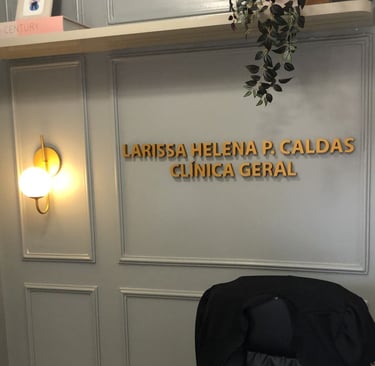 CENTURY
LARISSA HELENA P. CALDAS
CLÍNICA GERAL